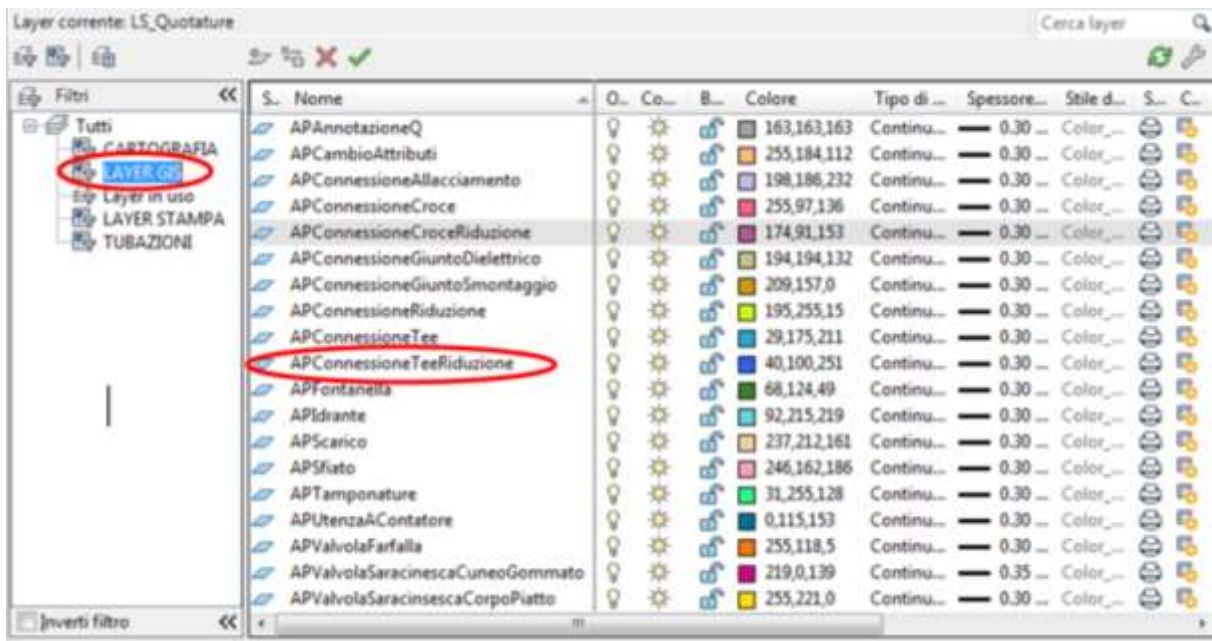 Layer corrente: LS_Quotature
Cerca layer
Filtri
S.. Nome O.. Co... B... Colore Tipo di ... Spessore... Stile d... S... C...
Tutti
CARTOGRAFIA
LAYER GIS
Layer in uso
LAYER STAMPA
TUBAZIONI
APAnnotazioneQ 163,163,163 Continu... 0.30 ... Color_...
APCambioAttributi 255,184,112 Continu... 0.30 ... Color_...
APConnessioneAllacciamento 198,186,232 Continu... 0.30 ... Color_...
APConnessioneCroce 255,97,136 Continu... 0.30 ... Color_...
APConnessioneCroceRiduzione 174,91,153 Continu... 0.30 ... Color_...
APConnessioneGiuntoDielettrico 194,194,132 Continu... 0.30 ... Color_...
APConnessioneGiuntoSmontaggio 209,157,0 Continu... 0.30 ... Color_...
APConnessioneRiduzione 195,255,15 Continu... 0.30 ... Color_...
APConnessioneTee 29,175,211 Continu... 0.30 ... Color_...
APConnessioneTeeRiduzione 40,100,251 Continu... 0.30 ... Color_...
APFontanella 68,124,49 Continu... 0.30 ... Color_...
APIdrante 92,215,219 Continu... 0.30 ... Color_...
APScarico 237,212,161 Continu... 0.30 ... Color_...
APSfiato 246,162,186 Continu... 0.30 ... Color_...
APTamponature 31,255,128 Continu... 0.30 ... Color_...
APUtenzaAContatore 0,115,153 Continu... 0.30 ... Color_...
APValvolaFarfalla 255,118,5 Continu... 0.30 ... Color_...
APValvolaSaracinescaCuneoGommato 219,0,139 Continu... 0.35 ... Color_...
APValvolaSaracinsescaCorpoPiatto 255,221,0 Continu... 0.30 ... Color_...
Inverti filtro